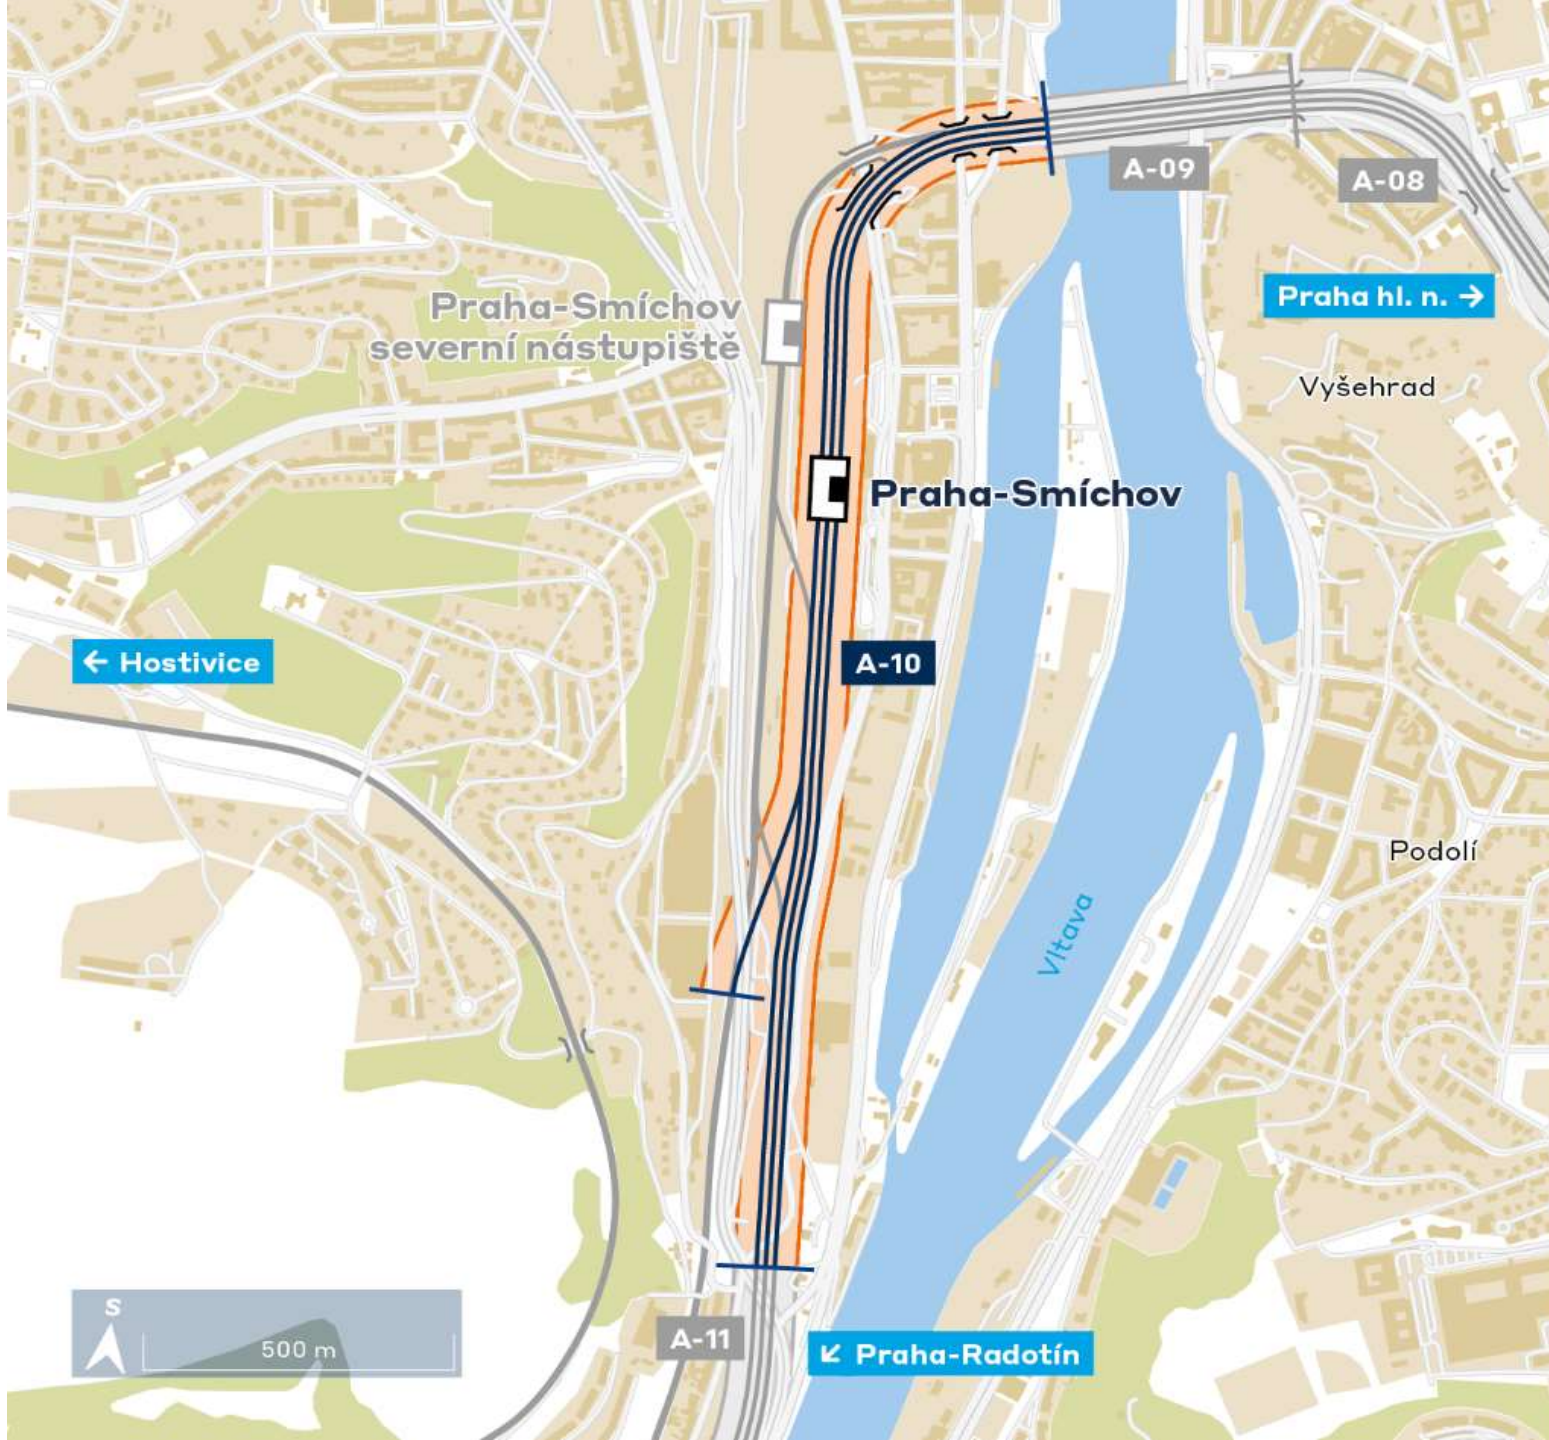 A-09
A-08
Praha hl. n. →
Praha-Smíchov
severní nástupiště
Vyšehrad
Praha-Smíchov
← Hostivice
A-10
Podolí
Vltava
S
500 m
A-11
↙ Praha-Radotín